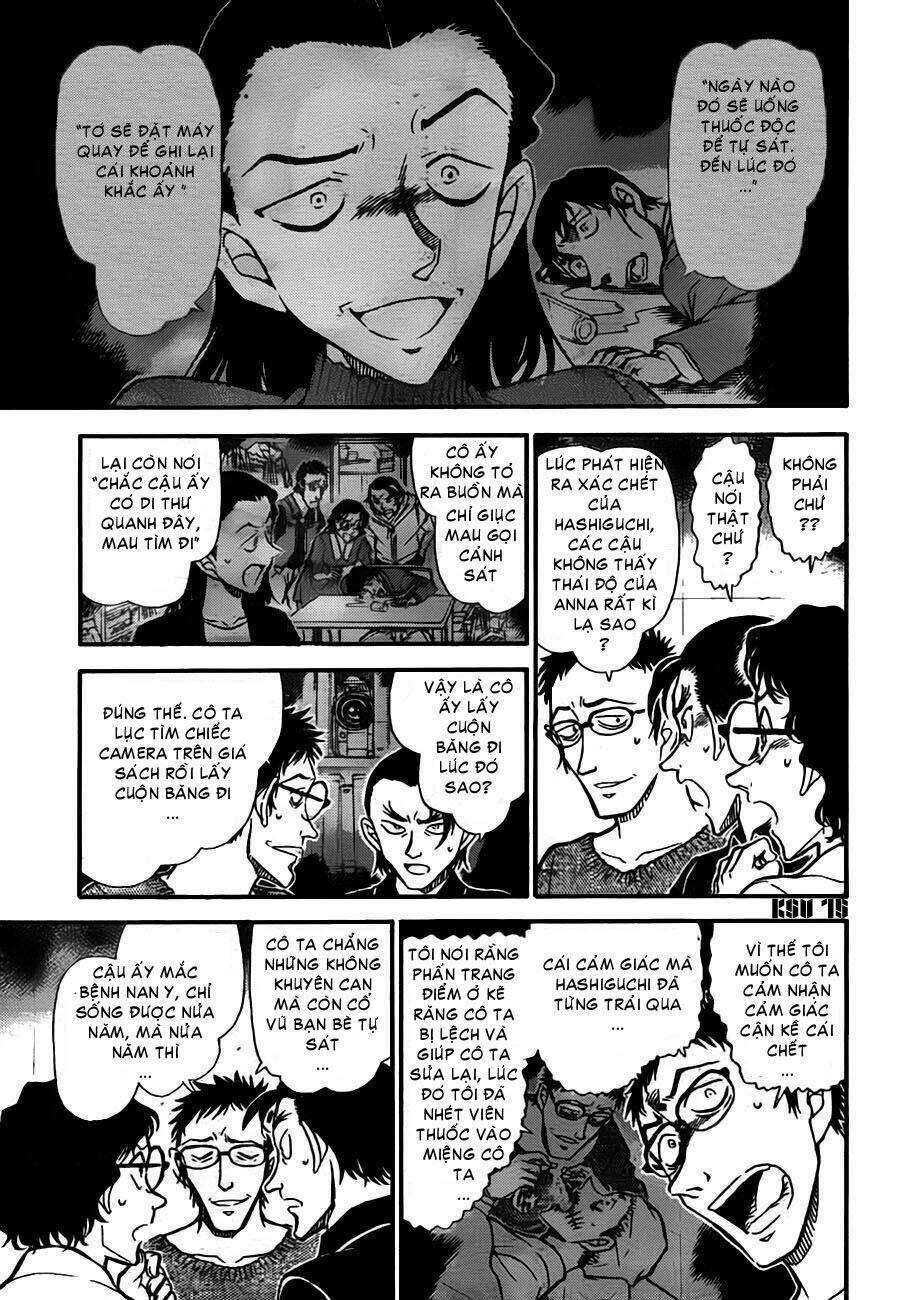 "NGÀY NÀO
ĐÓ SẼ UỐNG
THUỐC ĐỘC
ĐỂ TỰ SÁT.
ĐẾN LÚC ĐÓ
..."
"TỚ SẼ ĐẶT MÁY
QUAY ĐỂ GHI LẠI
CÁI KHOẢNH
KHẮC ẤY"
KHÔNG
PHẢI
CHỨ
??
CẬU
NÓI
THẬT
CHỨ
?
LÚC PHÁT HIỆN
RA XÁC CHẾT
CỦA
HASHIGUCHI,
CÁC CẬU
KHÔNG THẤY
THÁI ĐỘ CỦA
ANNA RẤT KÌ
LẠ SAO
?
CÔ ẤY
KHÔNG TỎ
RA BUỒN MÀ
CHỈ GIỤC
MAU GỌI
CẢNH
SÁT
LẠI CÒN NÓI
"CHẮC CẬU ẤY
CÓ DI THƯ
QUANH ĐÂY,
MAU TÌM ĐI"
VẬY LÀ CÔ
ẤY LẤY
CUỘN
BĂNG ĐI
LÚC ĐÓ
SAO?
ĐÚNG THẾ. CÔ TA
LỤC TÌM CHIẾC
CAMERA TRÊN GIÁ
SÁCH RỒI LẤY
CUỘN BĂNG ĐI
...
KSV 15
VÌ THẾ TÔI
MUỐN CÔ TA
CẢM NHẬN
CẢM GIÁC
CẬN KỀ CÁI
CHẾT
...
CÁI CẢM GIÁC MÀ
HASHIGUCHI ĐÃ
TỪNG TRẢI QUA
...
TÔI NÓI RẰNG
PHẤN TRANG
ĐIỂM Ở KẼ
RĂNG CÔ TA
BỊ LỆCH VÀ
GIÚP CÔ TA
SỬA LẠI, LÚC
ĐÓ TÔI ĐÃ
NHÉT VIÊN
THUỐC VÀO
MIỆNG CÔ
TA
...
CÔ TA CHẲNG
NHỮNG KHÔNG
KHUYÊN CAN
MÀ CÒN CỔ
VŨ BẠN BÈ TỰ
SÁT
...
CẬU ẤY MẮC
BỆNH NAN Y, CHỈ
SỐNG ĐƯỢC NỬA
NĂM, MÀ NỬA
NĂM THÌ
...